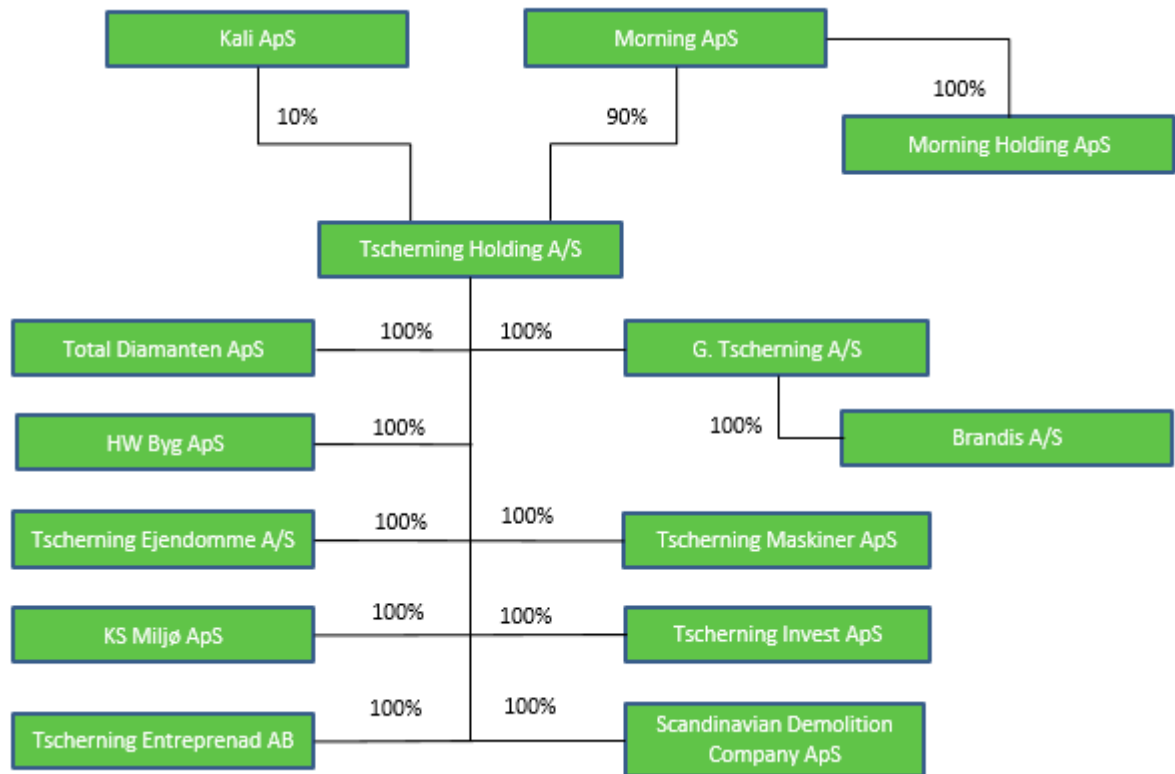 Kali ApS
Morning ApS
10%
90%
100%
Morning Holding ApS
Tscherning Holding A/S
100%
100%
Total Diamanten ApS
G. Tscherning A/S
HW Byg ApS
100%
100%
Brandis A/S
Tscherning Ejendomme A/S
100%
100%
Tscherning Maskiner ApS
KS Miljø ApS
100%
100%
Tscherning Invest ApS
Tscherning Entreprenad AB
100%
100%
Scandinavian Demolition
Company ApS